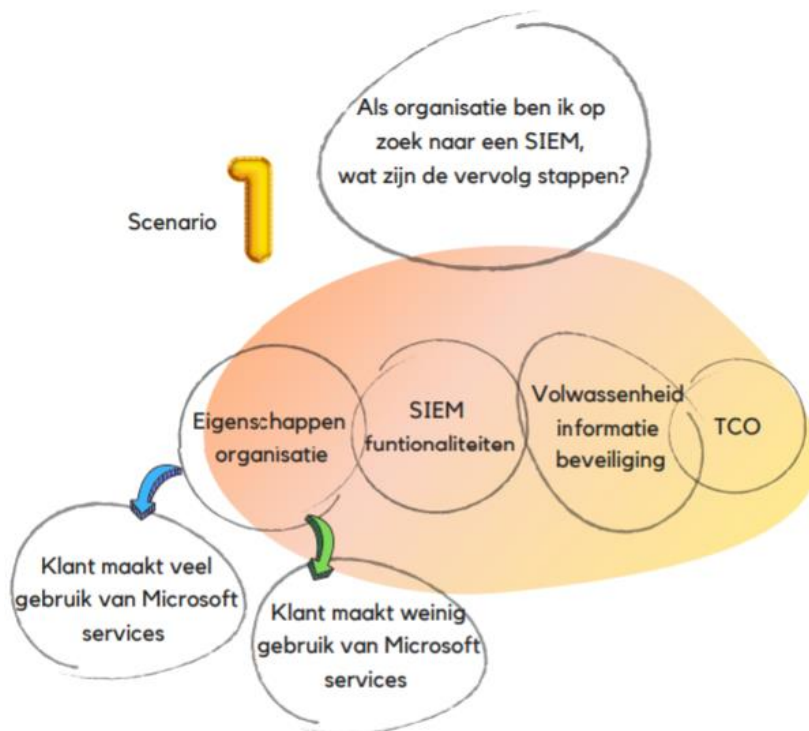 Als organisatie ben ik op
zoek naar een SIEM,
wat zijn de vervolg stappen?
Scenario 1
Eigenschappen
organisatie
SIEM
funtionaliteiten
Volwassenheid
informatie
beveiliging
TCO
Klant maakt veel
gebruik van Microsoft
services
Klant maakt weinig
gebruik van Microsoft
services